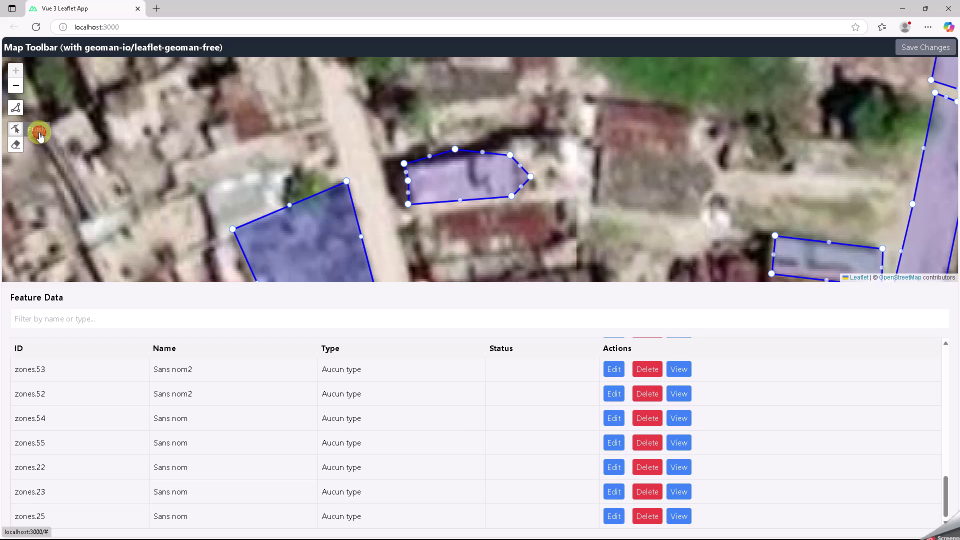 Vue 3 Leaflet App
localhost:3000
Map Toolbar (with geoman-io/leaflet-geoman-free)
Save Changes
+
−
Leaflet | © OpenStreetMap contributors
Feature Data
Filter by name or type...
ID Name Type Status Actions
zones.53 Sans nom2 Aucun type Edit Delete View
zones.52 Sans nom2 Aucun type Edit Delete View
zones.54 Sans nom Aucun type Edit Delete View
zones.55 Sans nom Aucun type Edit Delete View
zones.22 Sans nom Aucun type Edit Delete View
zones.23 Sans nom Aucun type Edit Delete View
zones.25 Sans nom Aucun type Edit Delete View
localhost:3000/#